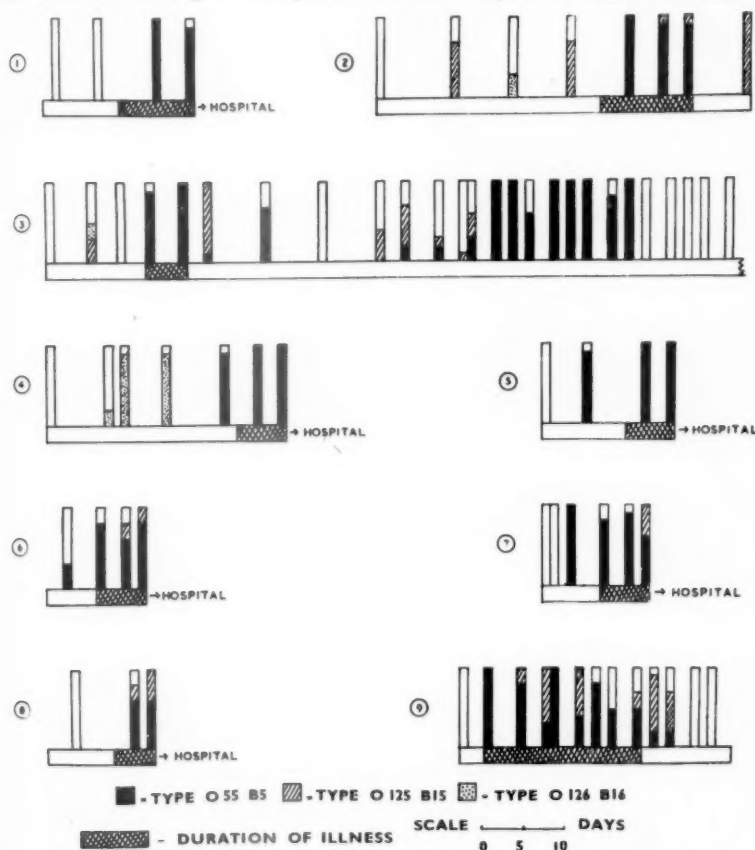 1
→ HOSPITAL
2
3
4
→ HOSPITAL
5
→ HOSPITAL
6
→ HOSPITAL
7
→ HOSPITAL
8
→ HOSPITAL
9
- TYPE O 55 B5 - TYPE O 125 B15 - TYPE O 126 B16
- DURATION OF ILLNESS SCALE DAYS
0 5 10